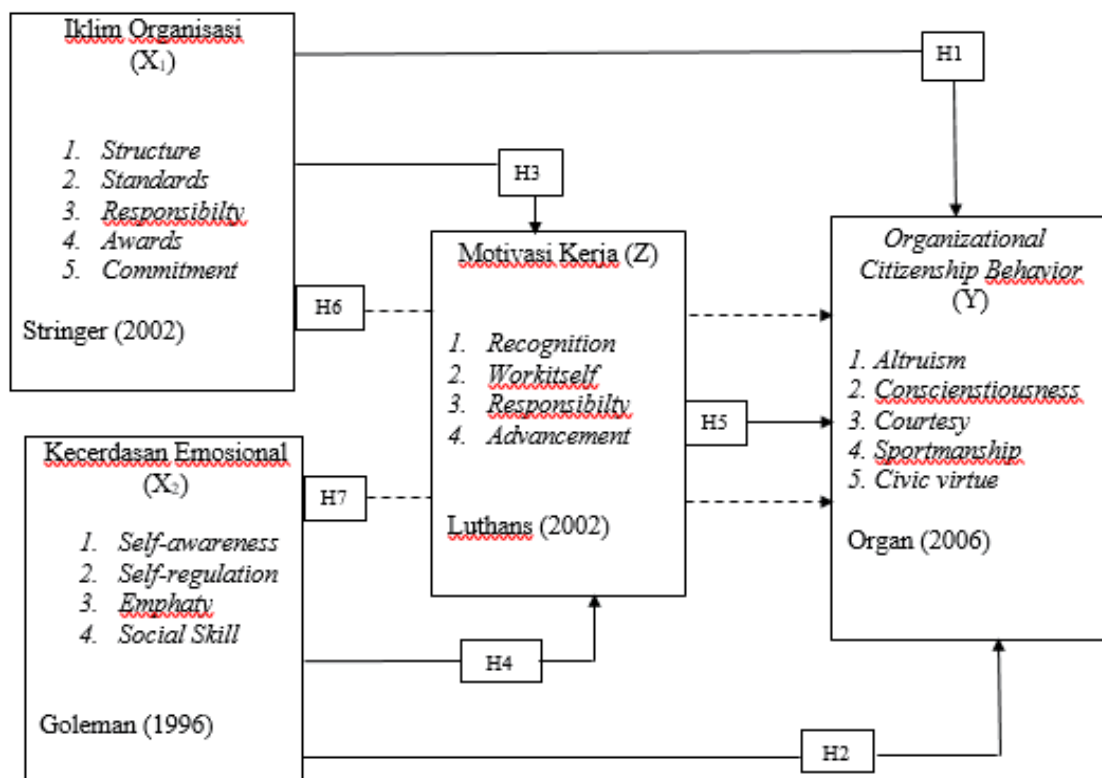 Iklim Organisasi
(X₁)
1. Structure
2. Standards
3. Responsibilty
4. Awards
5. Commitment
Stringer (2002)
H1
H3
H6
Motivasi Kerja (Z)
1. Recognition
2. Workitself
3. Responsibilty
4. Advancement
Luthans (2002)
H5
Organizational
Citizenship Behavior
(Y)
1. Altruism
2. Conscienstiousness
3. Courtesy
4. Sportmanship
5. Civic virtue
Organ (2006)
Kecerdasan Emosional
(X₂)
1. Self-awareness
2. Self-regulation
3. Emphaty
4. Social Skill
Goleman (1996)
H7
H4
H2